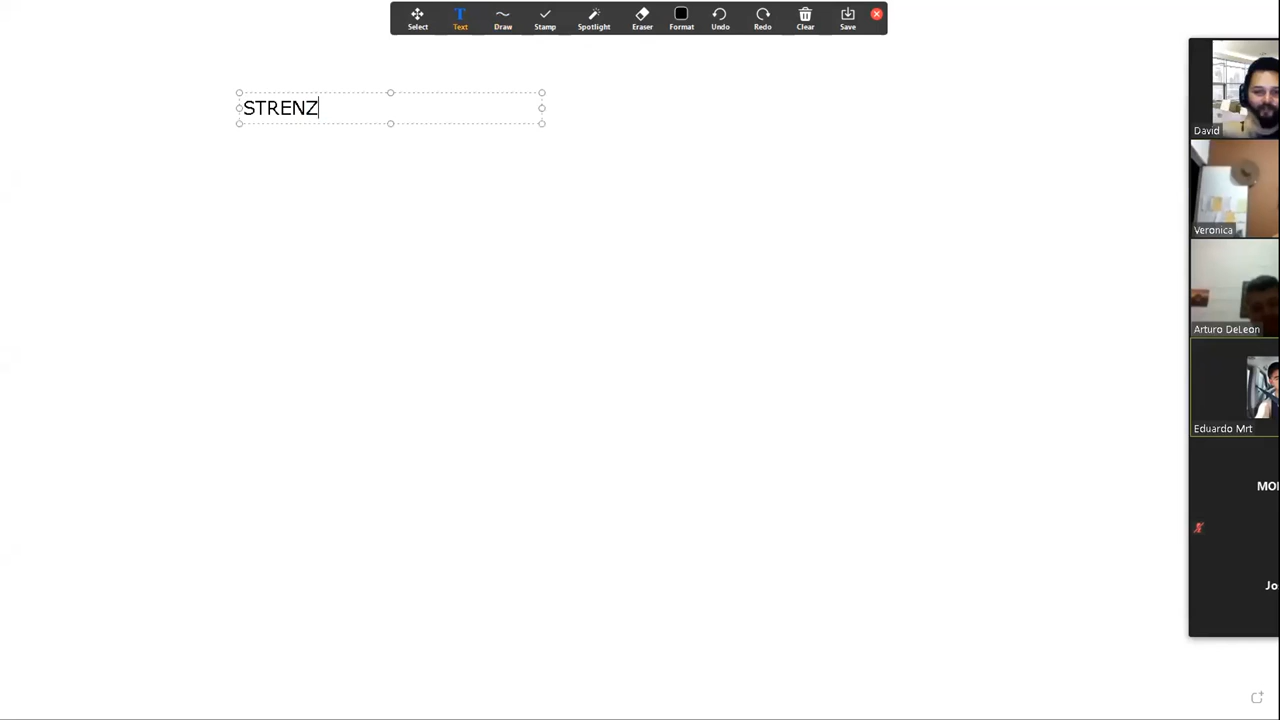 Select Text Draw Stamp Spotlight Eraser Format Undo Redo Clear Save
STRENZ
David
Veronica
Arturo DeLeon
Eduardo Mrt